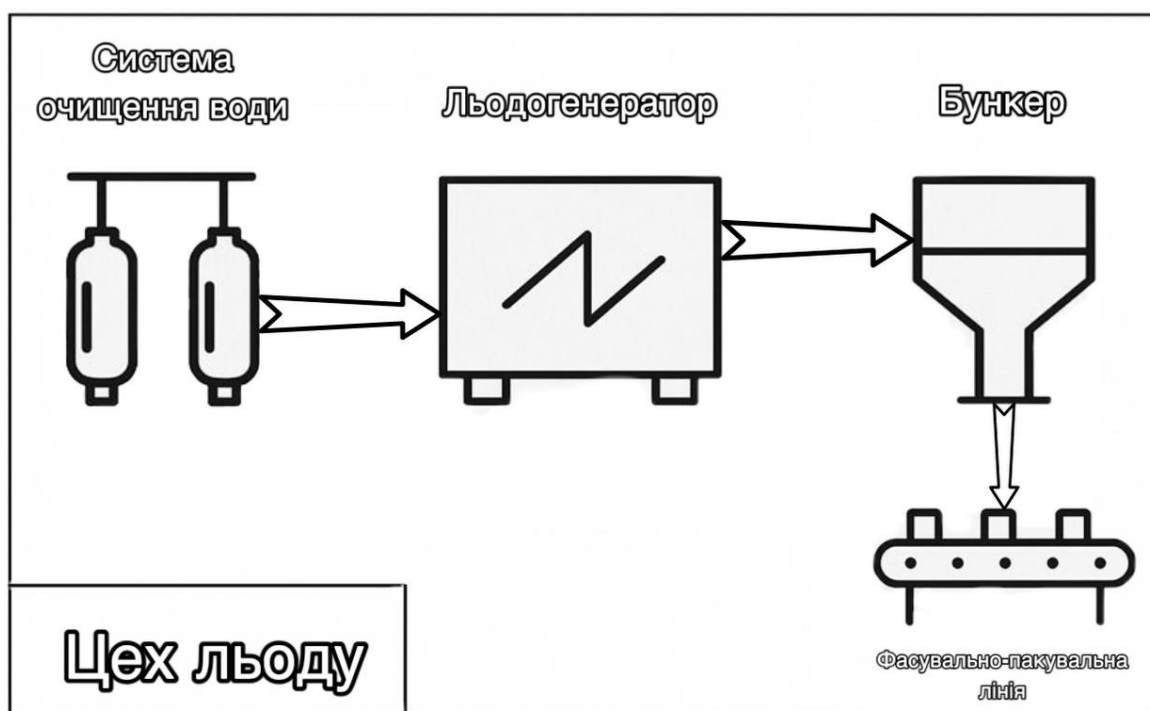 Система
очищення води
Льодогенератор
Бункер
Фасувально-пакувальна
лінія
Цех льоду